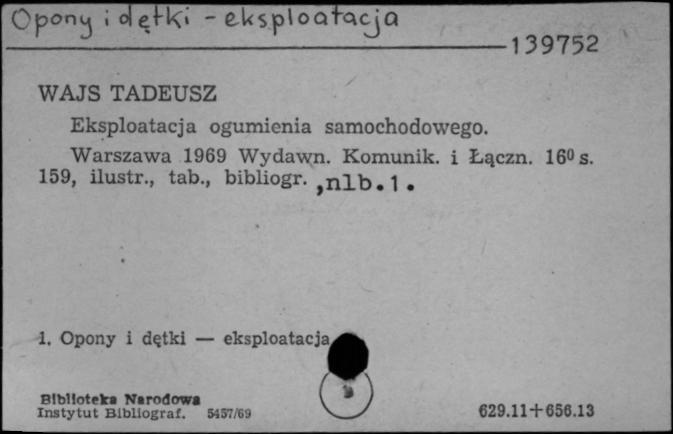 Opony i dętki - eksploatacja
139752
WAJS TADEUSZ
Eksploatacja ogumienia samochodowego.
Warszawa 1969 Wydawn. Komunik. i Łączn. 16⁰ s.
159, ilustr., tab., bibliogr. ,nlb.1.
1. Opony i dętki — eksploatacja
Biblioteka Narodowa
Instytut Bibliograf. 5457/69
629.11+656.13